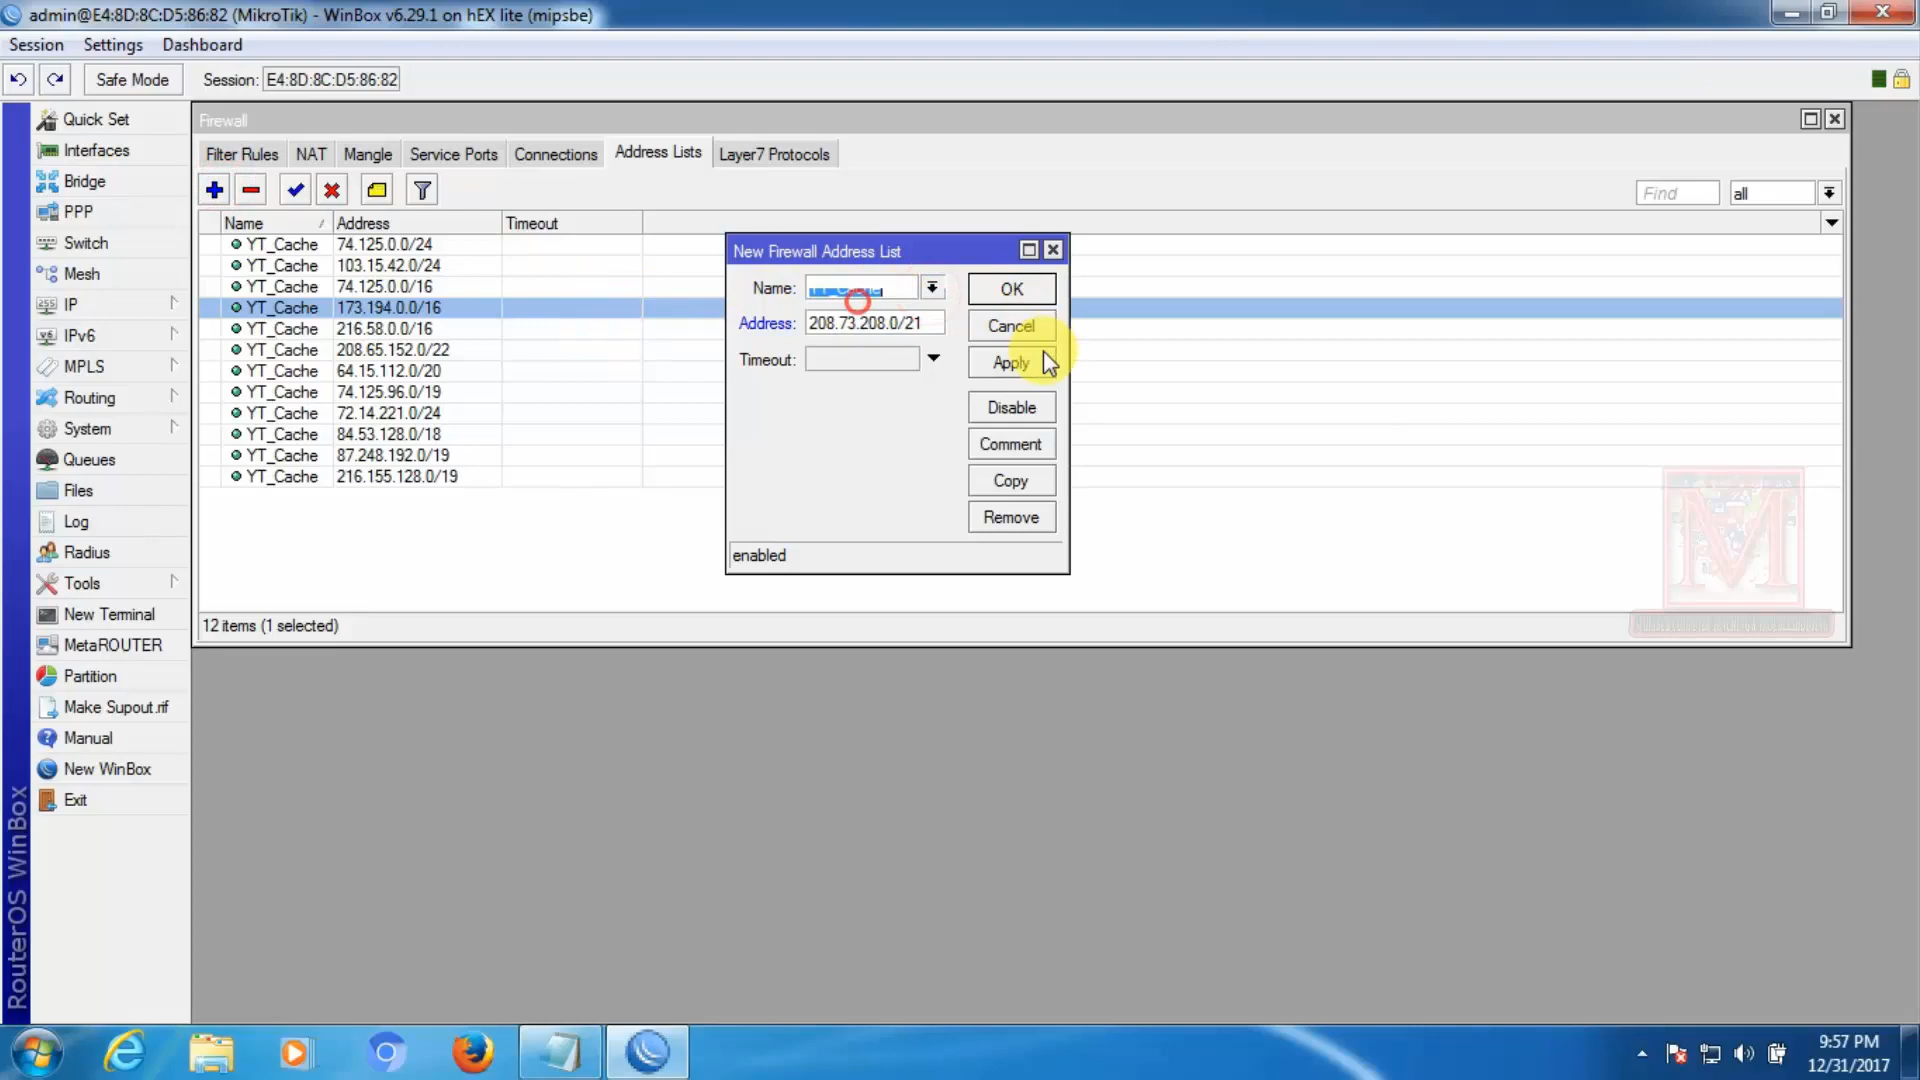 admin@E4:8D:8C:D5:86:82 (MikroTik) - WinBox v6.29.1 on hEX lite (mipsbe)
Session Settings Dashboard
Safe Mode Session: E4:8D:8C:D5:86:82
Quick Set
Interfaces
Bridge
PPP
Switch
Mesh
255 IP
v6 IPv6
MPLS
Routing
System
Queues
Files
Log
Radius
Tools
New Terminal
MetaROUTER
Partition
Make Supout.rif
Manual
New WinBox
Exit
RouterOS WinBox
Firewall
Filter Rules NAT Mangle Service Ports Connections Address Lists Layer7 Protocols
Find all
Name / Address Timeout
YT_Cache 74.125.0.0/24
YT_Cache 103.15.42.0/24
YT_Cache 74.125.0.0/16
YT_Cache 173.194.0.0/16
YT_Cache 216.58.0.0/16
YT_Cache 208.65.152.0/22
YT_Cache 64.15.112.0/20
YT_Cache 74.125.96.0/19
YT_Cache 72.14.221.0/24
YT_Cache 84.53.128.0/18
YT_Cache 87.248.192.0/19
YT_Cache 216.155.128.0/19
12 items (1 selected)
New Firewall Address List
Name: YT_Cache
Address: 208.73.208.0/21
Timeout:
OK
Cancel
Apply
Disable
Comment
Copy
Remove
enabled
M
9:57 PM
12/31/2017